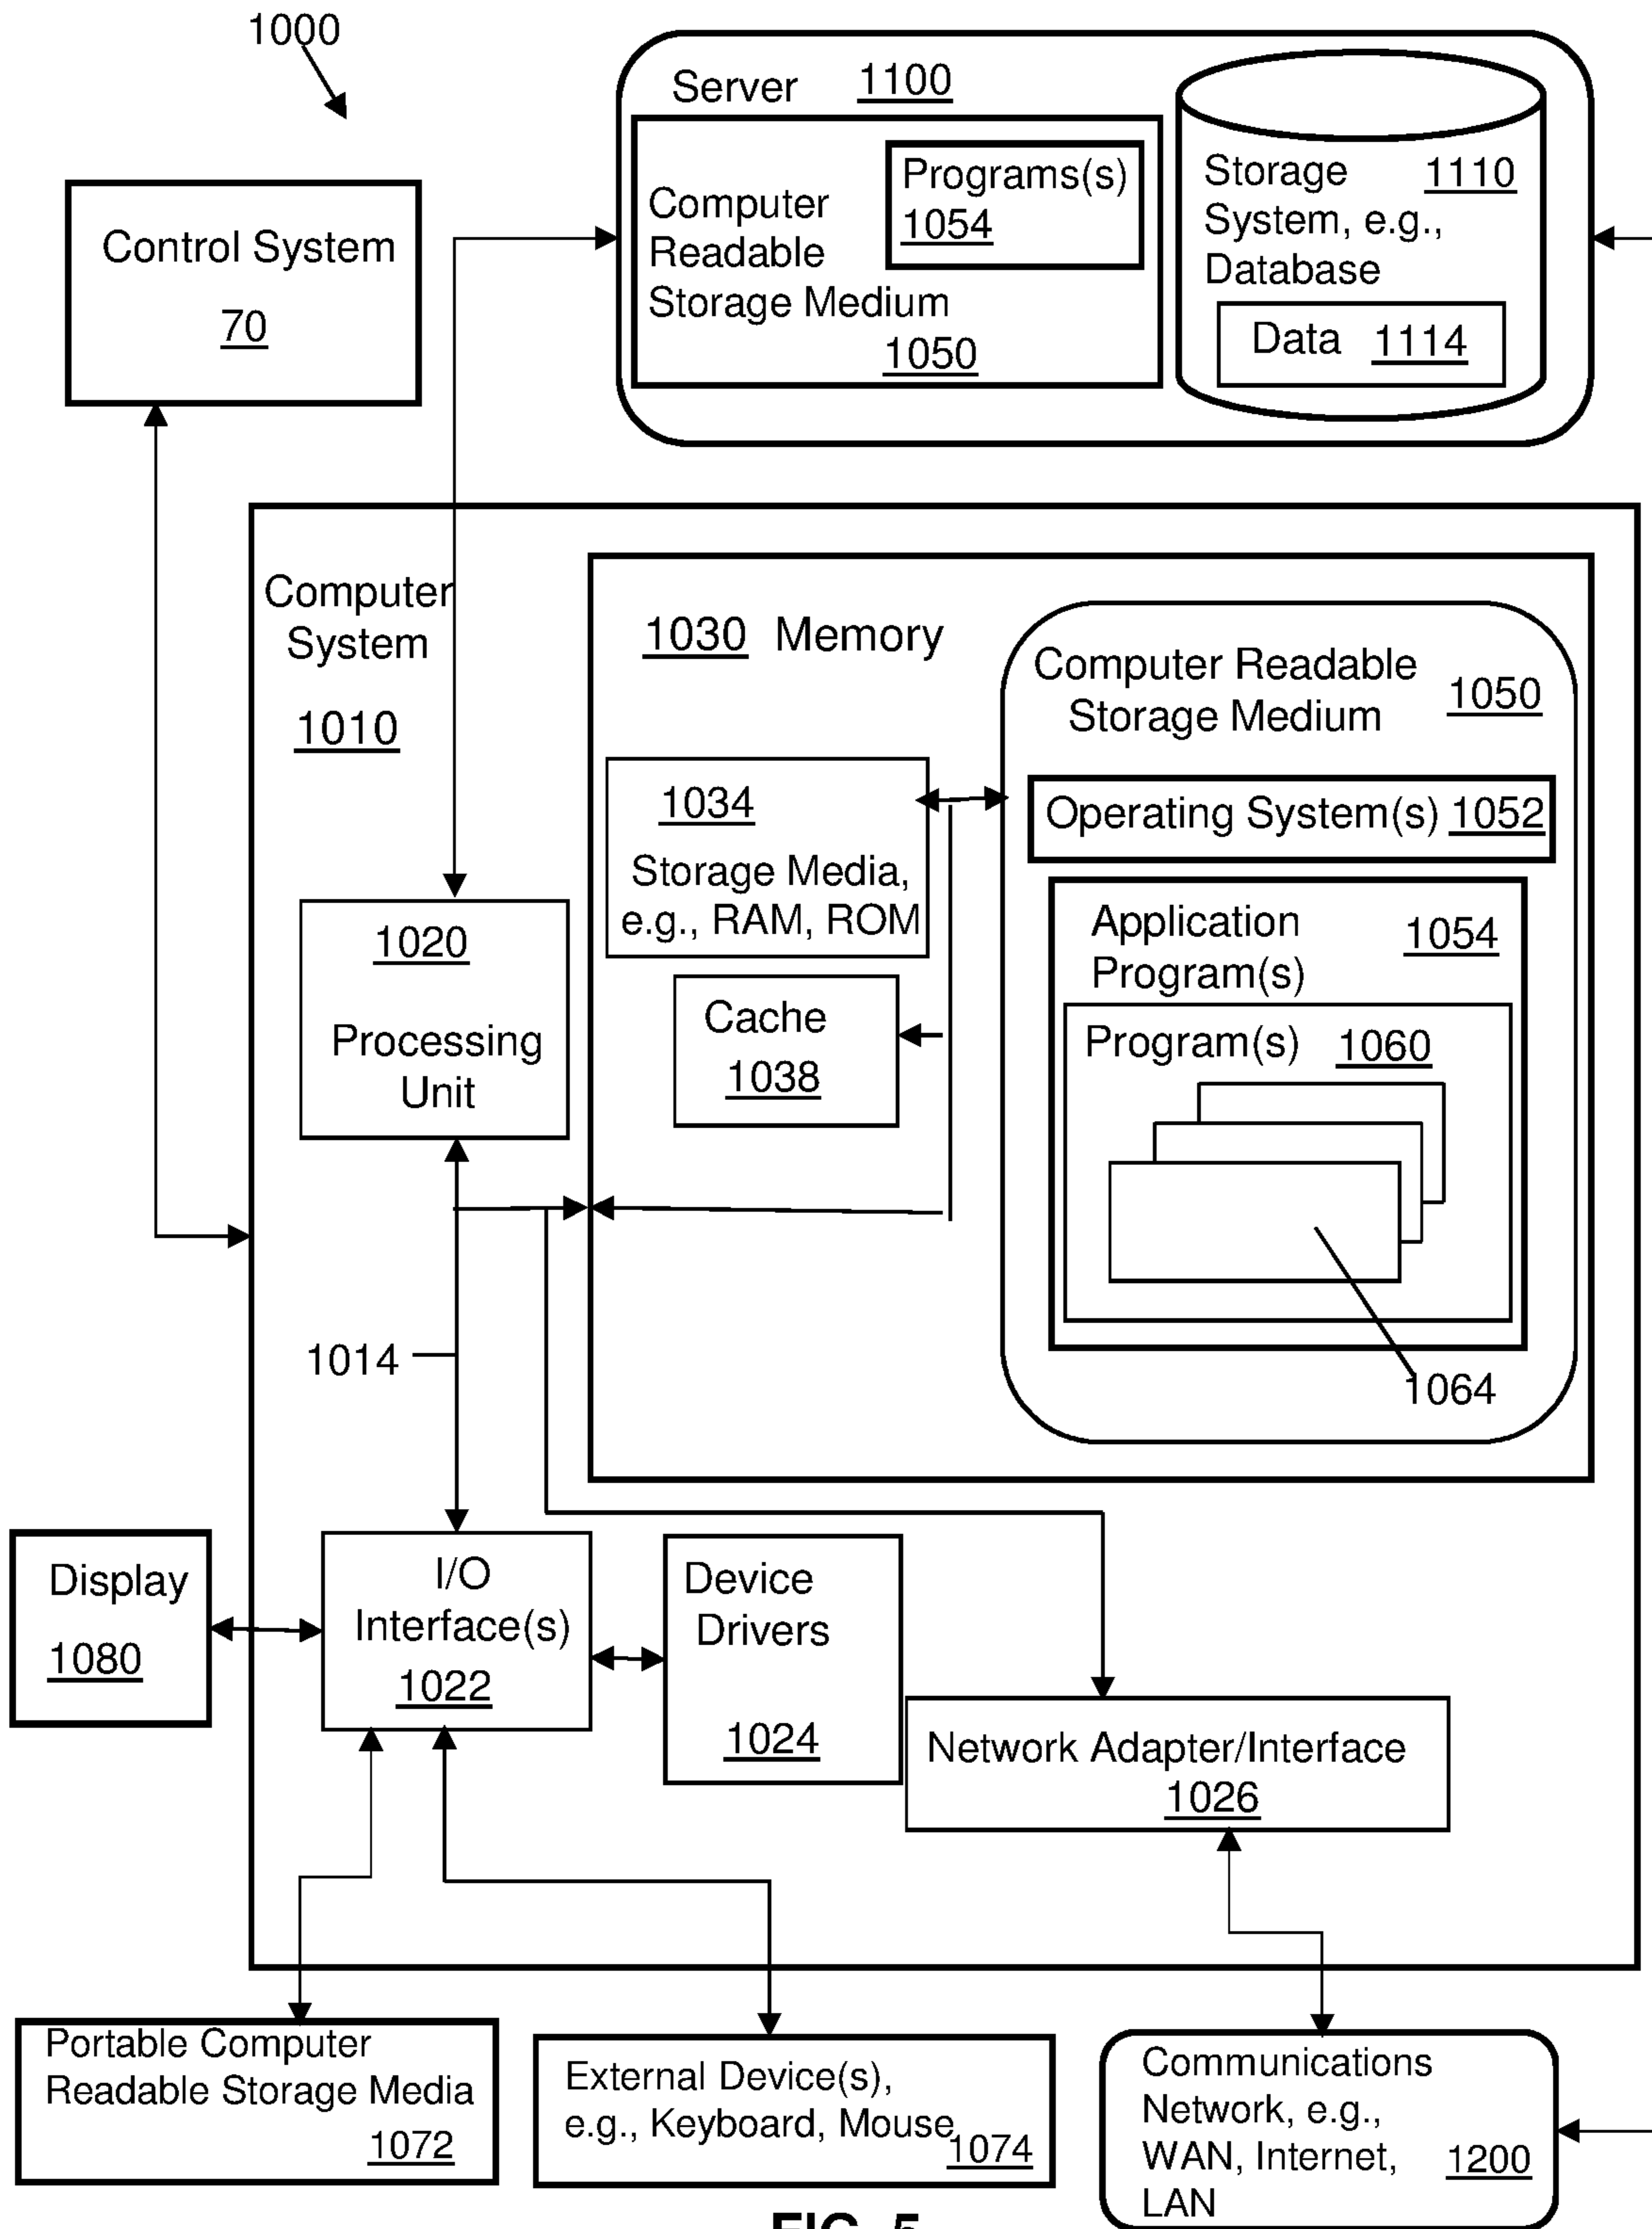 1000
Server 1100
Programs(s)
1054
Computer
Readable
Storage Medium
1050
Storage 1110
System, e.g.,
Database
Data 1114
Control System
70
Computer
System
1010
1030 Memory
Computer Readable
Storage Medium
1050
1034
Storage Media,
e.g., RAM, ROM
Operating System(s) 1052
Application
Program(s)
1054
Cache
1038
Program(s) 1060
1020
Processing
Unit
1014
1064
Display
1080
I/O
Interface(s)
1022
Device
Drivers
1024
Network Adapter/Interface
1026
Portable Computer
Readable Storage Media
1072
External Device(s),
e.g., Keyboard, Mouse
1074
Communications
Network, e.g.,
WAN, Internet,
LAN
1200
FIG. 5